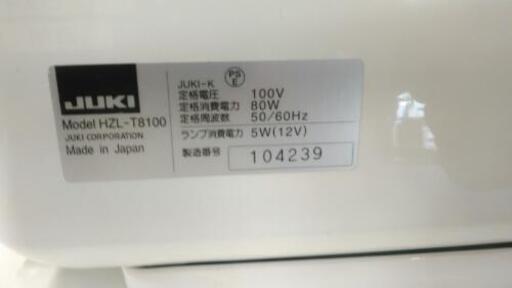 JUKI
Model HZL-T8100
JUKI CORPORATION
Made in Japan
JUKI-K
PS
E
定格電圧 100V
定格消費電力 80W
定格周波数 50/60Hz
ランプ消費電力 5W(12V)
製造番号 104239